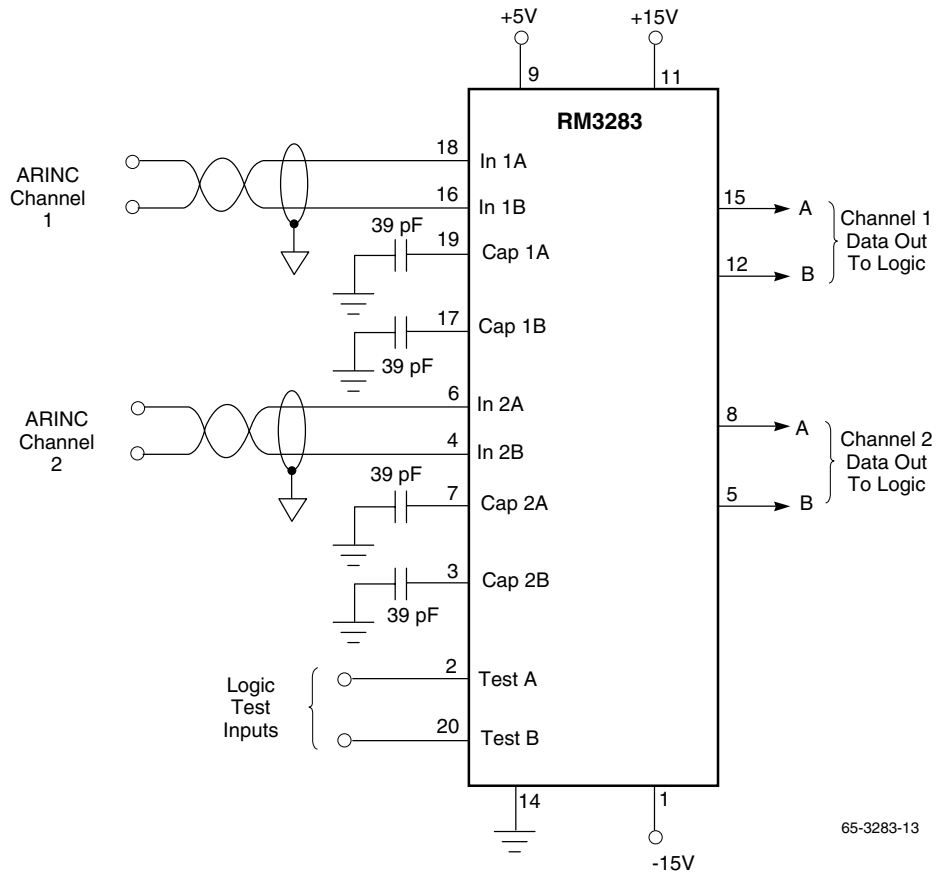 +5V
+15V
9
11
RM3283
ARINC
Channel
1
18
In 1A
16
In 1B
39 pF
19
Cap 1A
17
Cap 1B
39 pF
15
A
12
B
Channel 1
Data Out
To Logic
ARINC
Channel
2
6
In 2A
4
In 2B
39 pF
7
Cap 2A
3
Cap 2B
39 pF
8
A
5
B
Channel 2
Data Out
To Logic
Logic
Test
Inputs
2
Test A
20
Test B
14
1
-15V
65-3283-13